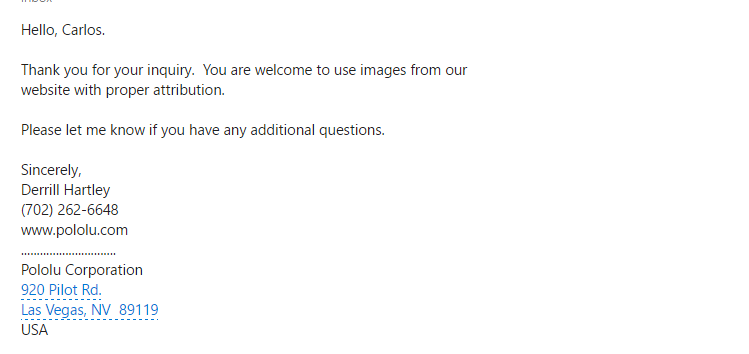 Hello, Carlos.
Thank you for your inquiry.  You are welcome to use images from our
website with proper attribution.
Please let me know if you have any additional questions.
Sincerely,
Derrill Hartley
(702) 262-6648
www.pololu.com
..............................
Pololu Corporation
920 Pilot Rd.
Las Vegas, NV  89119
USA